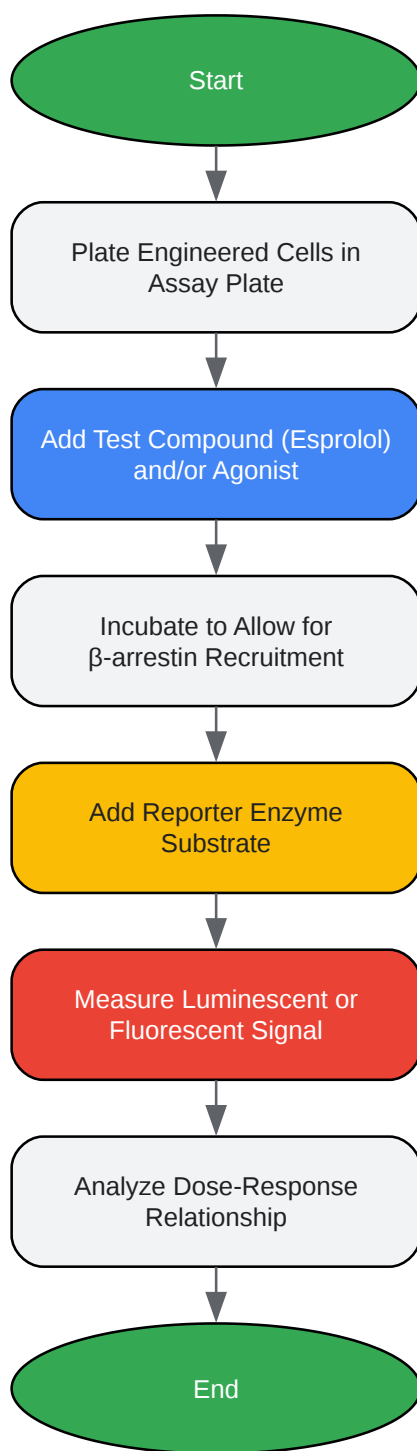 Start
Plate Engineered Cells in
Assay Plate
Add Test Compound (Esprolol)
and/or Agonist
Incubate to Allow for
β-arrestin Recruitment
Add Reporter Enzyme
Substrate
Measure Luminescent or
Fluorescent Signal
Analyze Dose-Response
Relationship
End